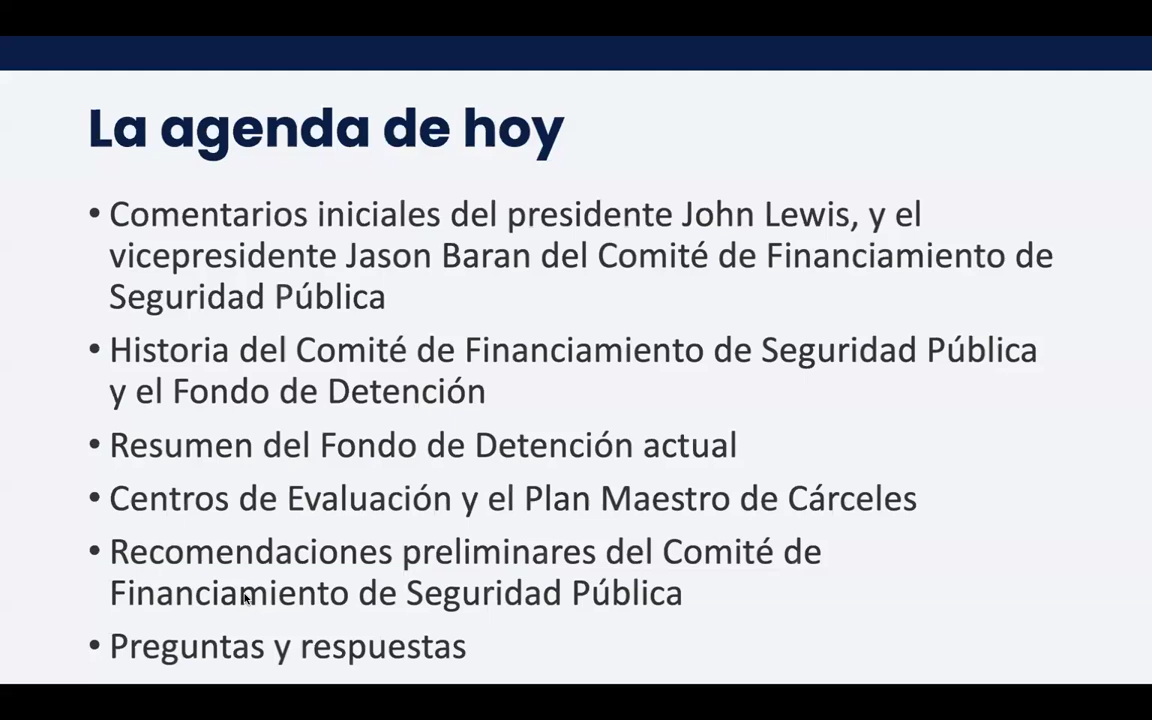 La agenda de hoy
• Comentarios iniciales del presidente John Lewis, y el
vicepresidente Jason Baran del Comité de Financiamiento de
Seguridad Pública
• Historia del Comité de Financiamiento de Seguridad Pública
y el Fondo de Detención
• Resumen del Fondo de Detención actual
• Centros de Evaluación y el Plan Maestro de Cárceles
• Recomendaciones preliminares del Comité de
Financiamiento de Seguridad Pública
• Preguntas y respuestas